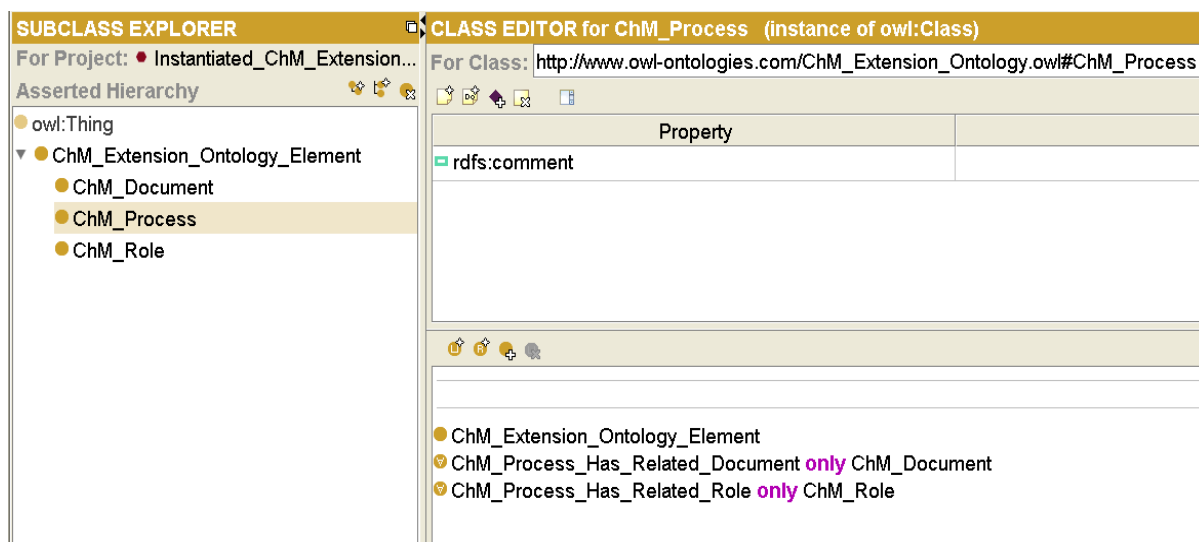 SUBCLASS EXPLORER
For Project: Instantiated_ChM_Extension...
Asserted Hierarchy
owl:Thing
ChM_Extension_Ontology_Element
ChM_Document
ChM_Process
ChM_Role
CLASS EDITOR for ChM_Process (instance of owl:Class)
For Class: http://www.owl-ontologies.com/ChM_Extension_Ontology.owl#ChM_Process
Property
rdfs:comment
ChM_Extension_Ontology_Element
ChM_Process_Has_Related_Document only ChM_Document
ChM_Process_Has_Related_Role only ChM_Role